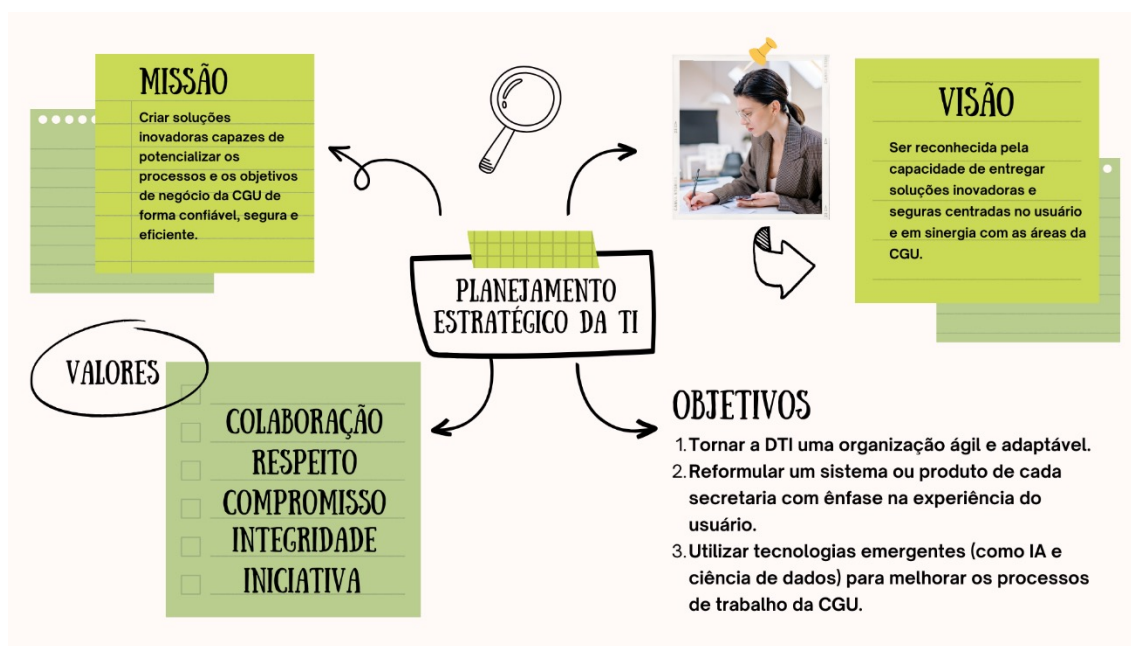 MISSÃO
Criar soluções
inovadoras capazes de
potencializar os
processos e os objetivos
de negócio da CGU de
forma confiável, segura e
eficiente.
VISÃO
Ser reconhecida pela
capacidade de entregar
soluções inovadoras e
seguras centradas no usuário
e em sinergia com as áreas da
CGU.
PLANEJAMENTO
ESTRATÉGICO DA TI
VALORES
COLABORAÇÃO
RESPEITO
COMPROMISSO
INTEGRIDADE
INICIATIVA
OBJETIVOS
1. Tornar a DTI uma organização ágil e adaptável.
2. Reformular um sistema ou produto de cada
secretaria com ênfase na experiência do
usuário.
3. Utilizar tecnologias emergentes (como IA e
ciência de dados) para melhorar os processos
de trabalho da CGU.